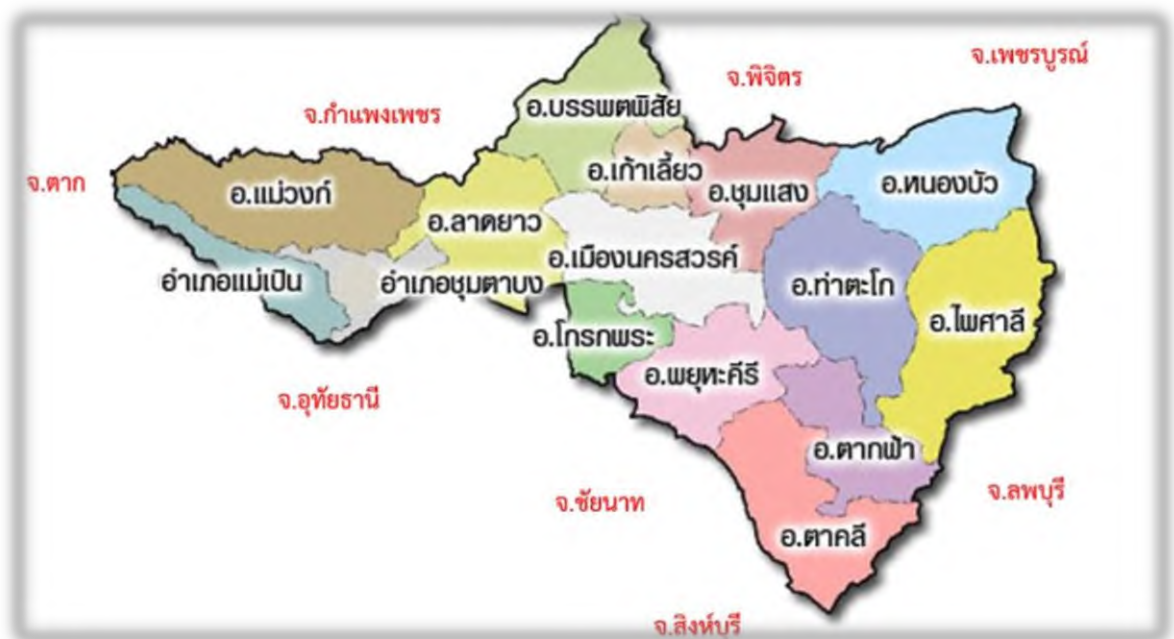 จ.เพชรบูรณ์
จ.พิจิตร
อ.บรรพตพิสัย
จ.กำแพงเพชร
อ.เก้าเลี้ยว
จ.ตาก
อ.แม่วงก์
อ.ชุมแสง
อ.หนองบัว
อ.ลาดยาว
อ.เมืองนครสวรรค์
อำเภอแม่เปิน
อำเภอชุมตาบง
อ.ท่าตะโก
อ.ไพศาลี
อ.โกรกพระ
อ.พยุหะคีรี
จ.อุทัยธานี
อ.ตากฟ้า
จ.ชัยนาท
จ.ลพบุรี
อ.ตาคลี
จ.สิงห์บุรี